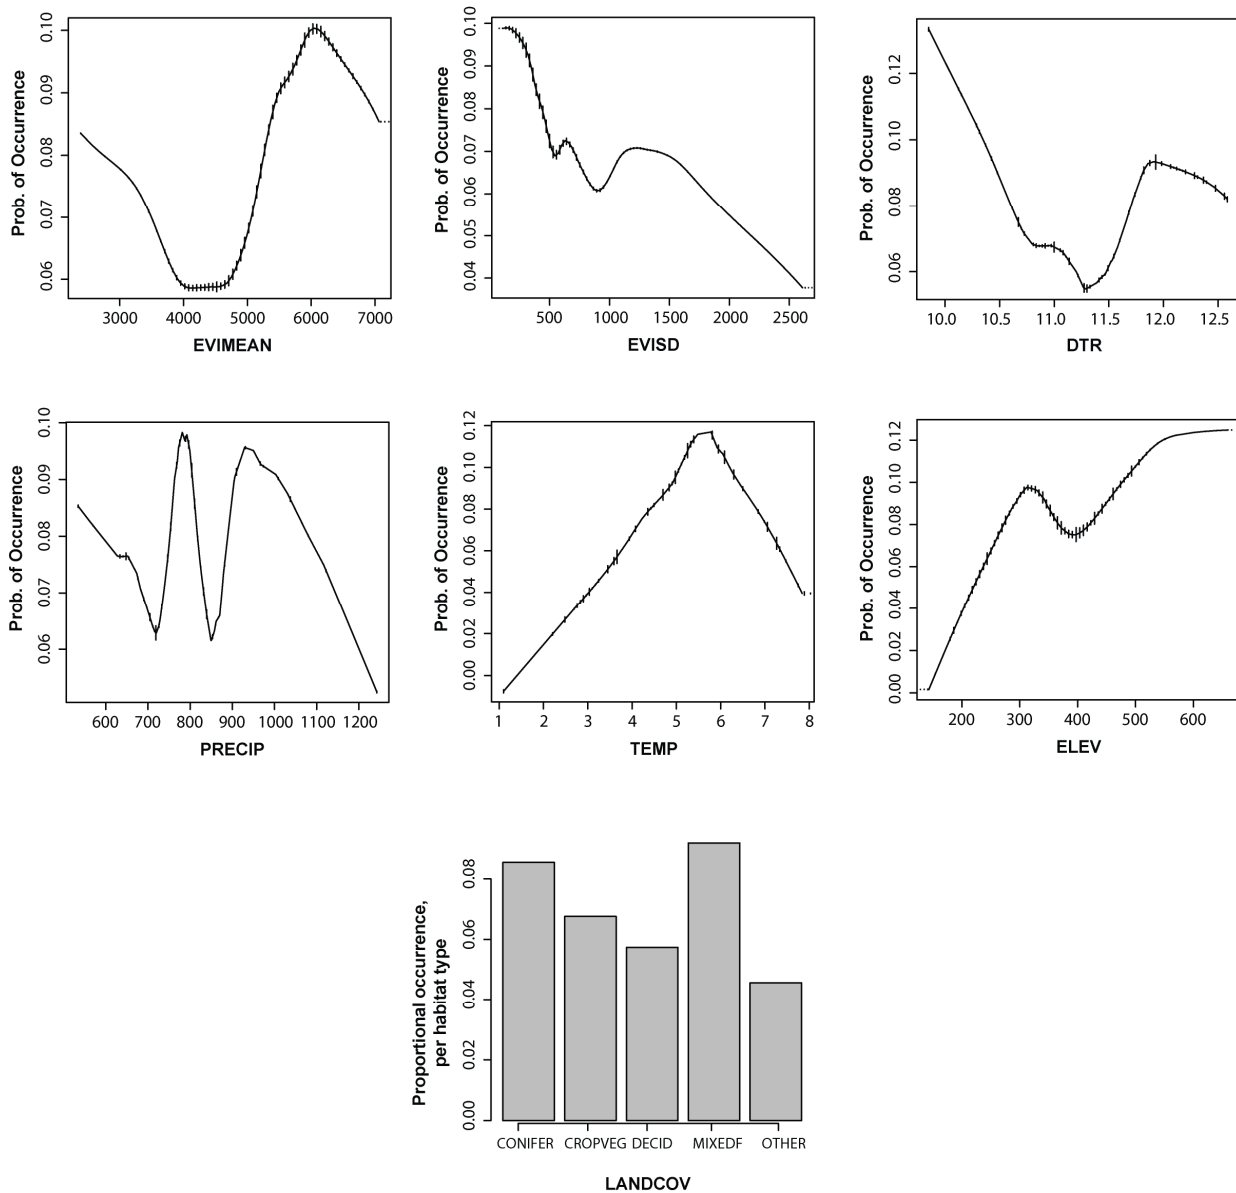 Prob. of Occurrence
0.10
0.09
0.08
0.07
0.06
3000 4000 5000 6000 7000
EVIMEAN
Prob. of Occurrence
0.10
0.09
0.08
0.07
0.06
0.05
0.04
500 1000 1500 2000 2500
EVISD
Prob. of Occurrence
0.12
0.10
0.08
0.06
10.0 10.5 11.0 11.5 12.0 12.5
DTR
Prob. of Occurrence
0.10
0.09
0.08
0.07
0.06
600 700 800 900 1000 1100 1200
PRECIP
Prob. of Occurrence
0.12
0.10
0.08
0.06
0.04
0.02
0.00
1 2 3 4 5 6 7 8
TEMP
Prob. of Occurrence
0.12
0.10
0.08
0.06
0.04
0.02
0.00
200 300 400 500 600
ELEV
Proportional occurrence,
per habitat type
0.08
0.06
0.04
0.02
0.00
CONIFER CROPVEG DECID MIXEDF OTHER
LANDCOV